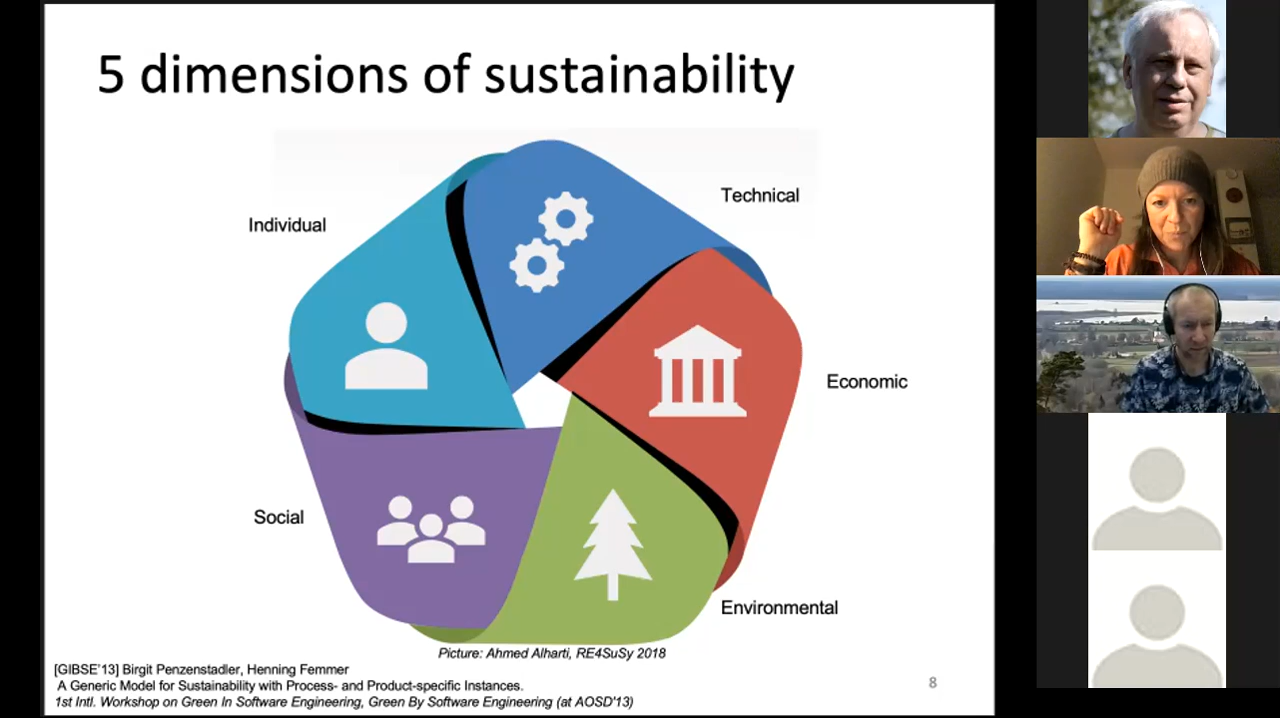 5 dimensions of sustainability
Technical
Individual
Economic
Social
Environmental
Picture: Ahmed Alharti, RE4SuSy 2018
[GIBSE'13] Birgit Penzenstadler, Henning Femmer
A Generic Model for Sustainability with Process- and Product-specific Instances.
1st Intl. Workshop on Green In Software Engineering, Green By Software Engineering (at AOSD'13)
8